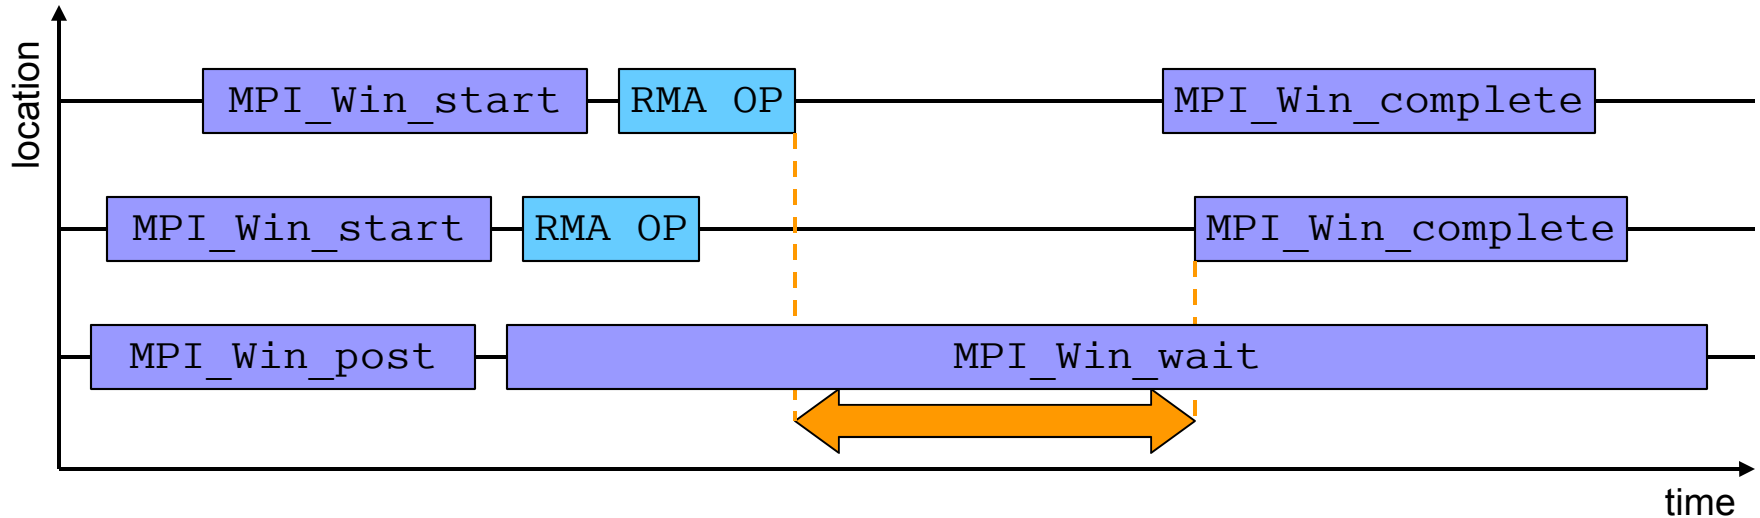 location
MPI_Win_start RMA OP MPI_Win_complete
MPI_Win_start RMA OP MPI_Win_complete
MPI_Win_post MPI_Win_wait
time